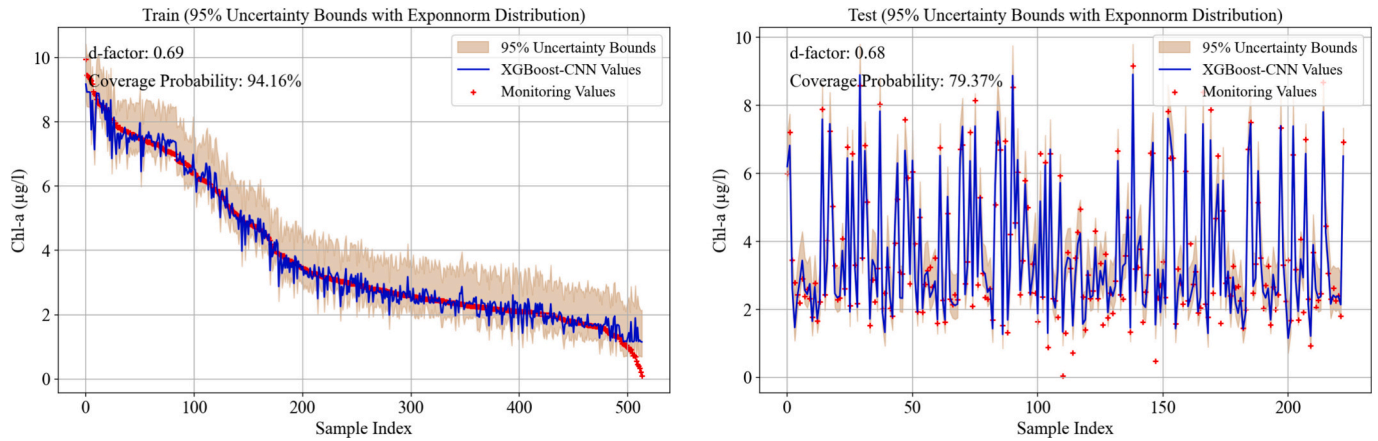 Train (95% Uncertainty Bounds with Exponnorm Distribution)
d-factor: 0.69
Coverage Probability: 94.16%
95% Uncertainty Bounds
XGBoost-CNN Values
Monitoring Values
Chl-a (µg/l)
10
8
6
4
2
0
0 100 200 300 400 500
Sample Index
Test (95% Uncertainty Bounds with Exponnorm Distribution)
d-factor: 0.68
Coverage Probability: 79.37%
95% Uncertainty Bounds
XGBoost-CNN Values
Monitoring Values
Chl-a (µg/l)
10
8
6
4
2
0
0 50 100 150 200
Sample Index